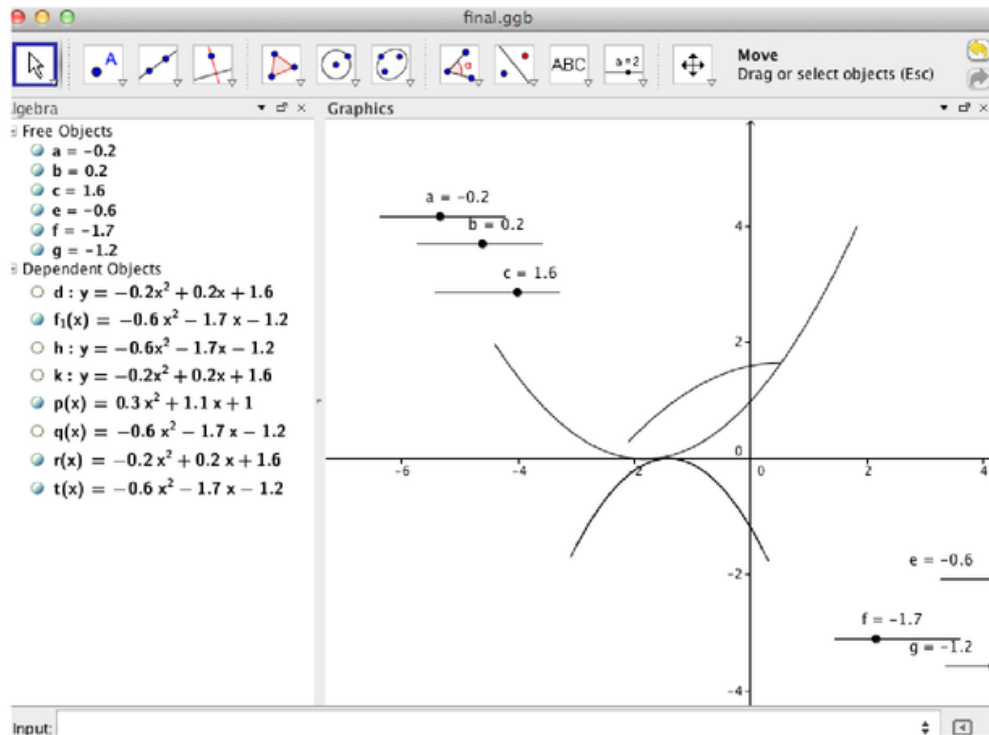 final.ggb
A
α
ABC
a=2
Move
Drag or select objects (Esc)
lgebra
Graphics
Free Objects
a = −0.2
b = 0.2
c = 1.6
e = −0.6
f = −1.7
g = −1.2
Dependent Objects
d : y = −0.2x² + 0.2x + 1.6
f₁(x) = −0.6 x² − 1.7 x − 1.2
h : y = −0.6x² − 1.7x − 1.2
k : y = −0.2x² + 0.2x + 1.6
p(x) = 0.3 x² + 1.1 x + 1
q(x) = −0.6 x² − 1.7 x − 1.2
r(x) = −0.2 x² + 0.2 x + 1.6
t(x) = −0.6 x² − 1.7 x − 1.2
a = −0.2
b = 0.2
c = 1.6
4
2
0
−6 −4 −2 0 2 4
−2
e = −0.6
f = −1.7
g = −1.2
−4
Input: